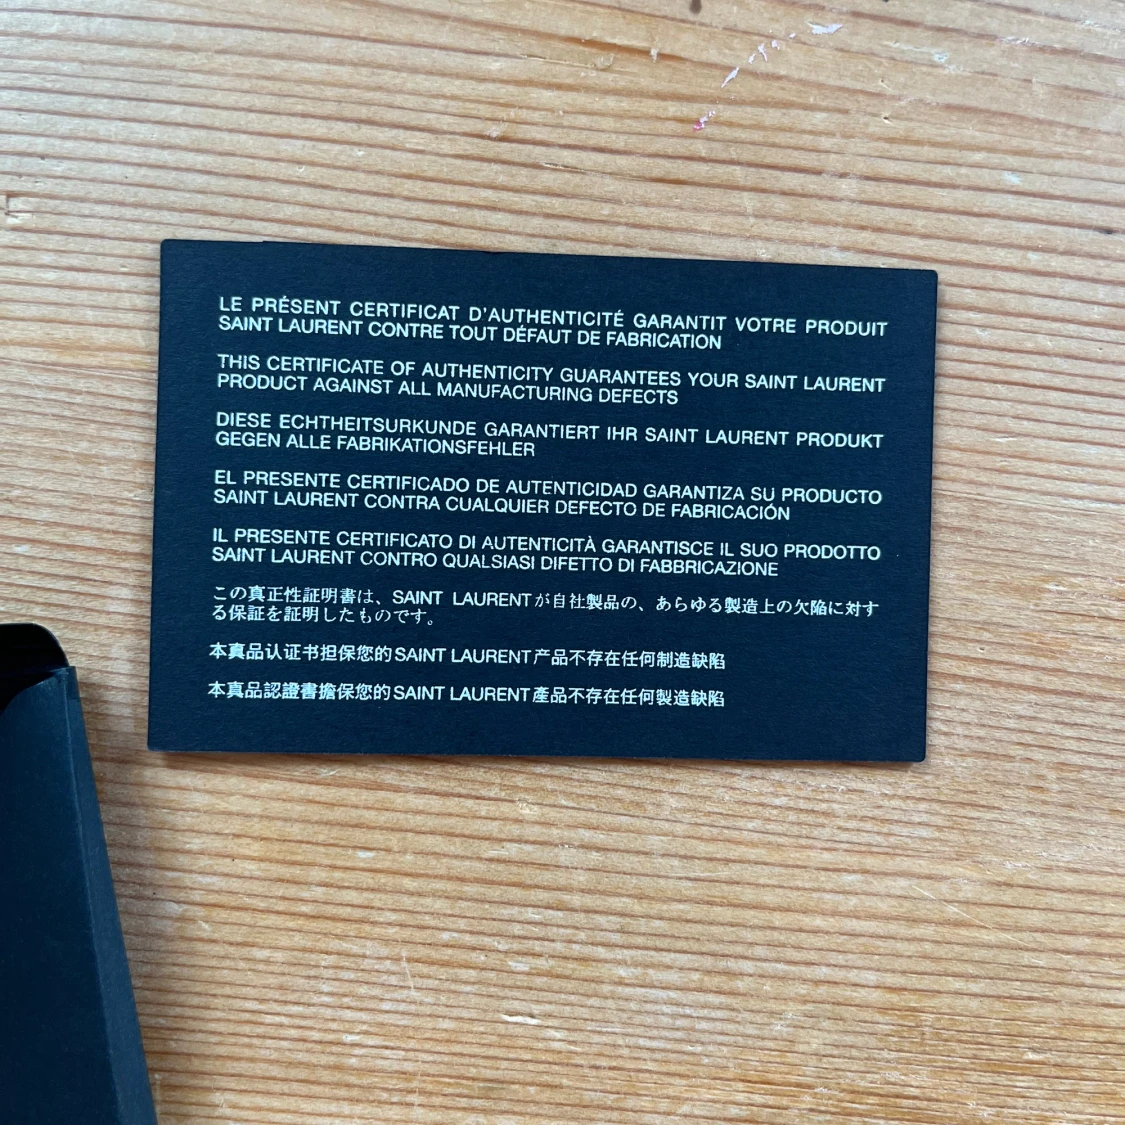 LE PRÉSENT CERTIFICAT D'AUTHENTICITÉ GARANTIT VOTRE PRODUIT
SAINT LAURENT CONTRE TOUT DÉFAUT DE FABRICATION
THIS CERTIFICATE OF AUTHENTICITY GUARANTEES YOUR SAINT LAURENT
PRODUCT AGAINST ALL MANUFACTURING DEFECTS
DIESE ECHTHEITSURKUNDE GARANTIERT IHR SAINT LAURENT PRODUKT
GEGEN ALLE FABRIKATIONSFEHLER
EL PRESENTE CERTIFICADO DE AUTENTICIDAD GARANTIZA SU PRODUCTO
SAINT LAURENT CONTRA CUALQUIER DEFECTO DE FABRICACIÓN
IL PRESENTE CERTIFICATO DI AUTENTICITÀ GARANTISCE IL SUO PRODOTTO
SAINT LAURENT CONTRO QUALSIASI DIFETTO DI FABBRICAZIONE
この真正性証明書は、SAINT LAURENTが自社製品の、あらゆる製造上の欠陥に対す
る保証を証明したものです。
本真品认证书担保您的SAINT LAURENT产品不存在任何制造缺陷
本真品認證書擔保您的SAINT LAURENT產品不存在任何製造缺陷